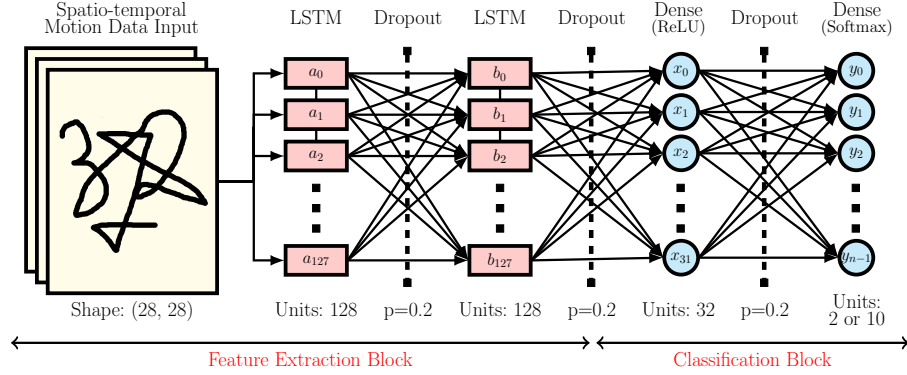 Spatio-temporal
Motion Data Input
LSTM
Dropout
LSTM
Dropout
Dense
(ReLU)
Dropout
Dense
(Softmax)
a0
a1
a2
a127
b0
b1
b2
b127
x0
x1
x2
x31
y0
y1
y2
yn−1
Shape: (28, 28)
Units: 128
p=0.2
Units: 128
p=0.2
Units: 32
p=0.2
Units:
2 or 10
Feature Extraction Block
Classification Block